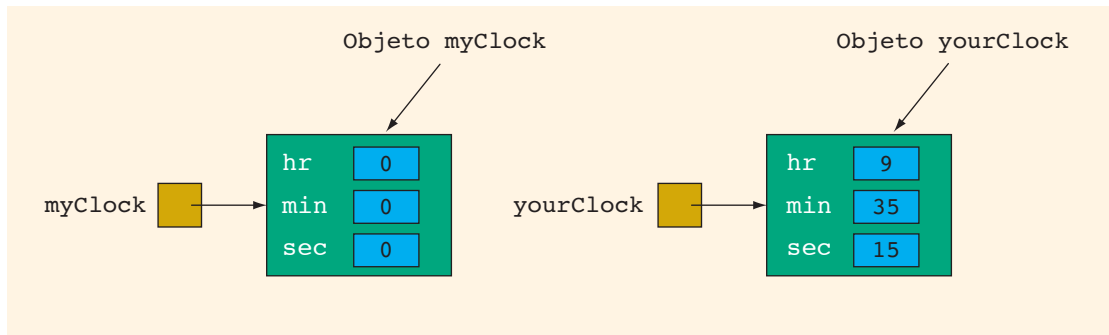 Objeto myClock
myClock
hr 0
min 0
sec 0
Objeto yourClock
yourClock
hr 9
min 35
sec 15